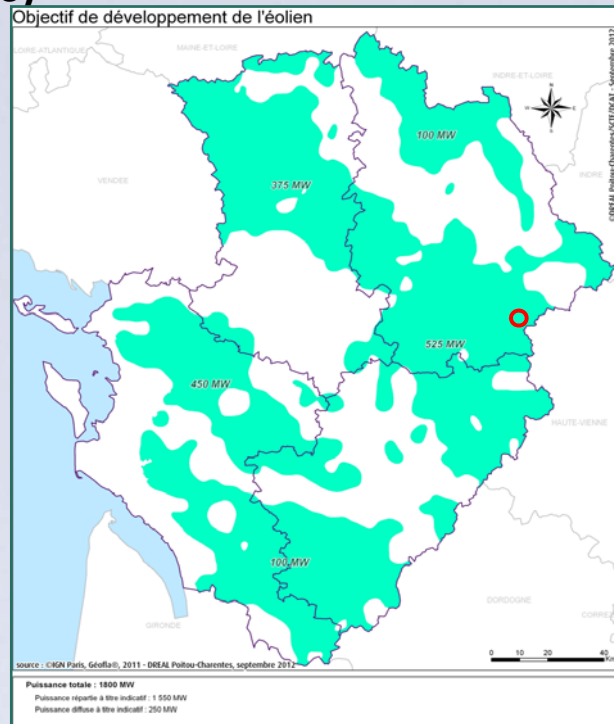 Objectif de développement de l'éolien
LOIRE-ATLANTIQUE
MAINE-ET-LOIRE
INDRE-ET-LOIRE
N
W
E
S
100 MW
INDRE
VENDEE
375 MW
525 MW
450 MW
HAUTE-VIENNE
100 MW
DORDOGNE
CORRE
GIRONDE
source : ©IGN Paris, Géofla®, 2011 - DREAL Poitou-Charentes, septembre 2012
0 10 20 40
Km
Puissance totale : 1800 MW
Puissance répartie à titre indicatif : 1 550 MW
Puissance diffuse à titre indicatif : 250 MW